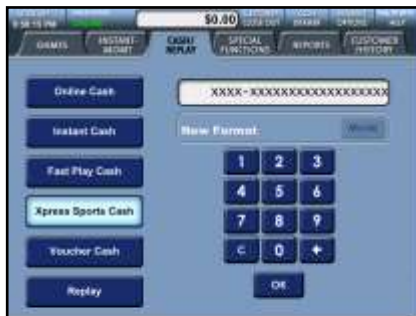 $0.00
GAMES
INSTANT MGMT
CASH/ REPLAY
SPECIAL FUNCTIONS
REPORTS
CUSTOMER HISTORY
Online Cash
XXXX-XXXXXXXXXXXXXXXXXX
Instant Cash
New Format
1 2 3
Fast Play Cash
4 5 6
Xpress Sports Cash
7 8 9
Voucher Cash
C 0
Replay
OK